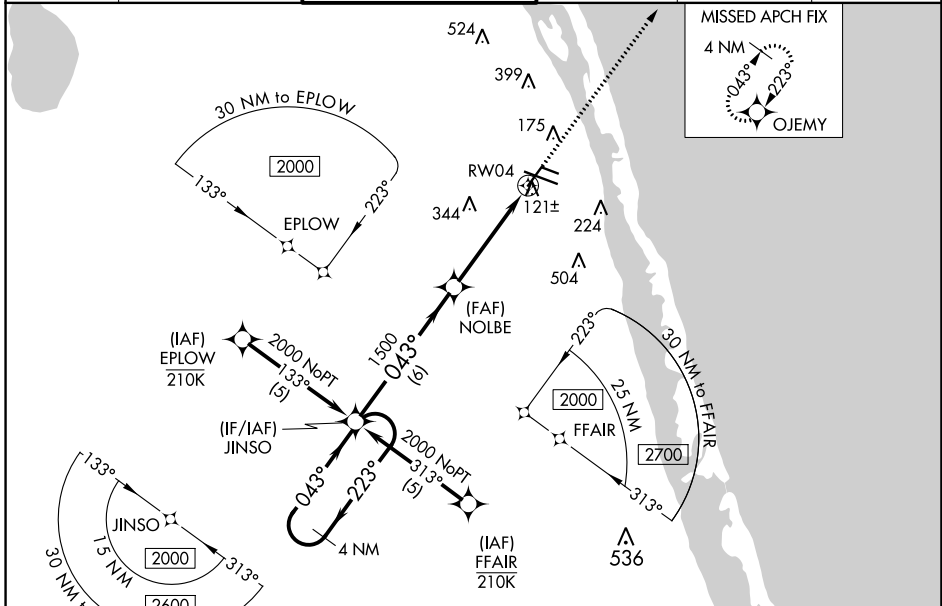 MISSED APCH FIX
4 NM
043°
223°
OJEMY
524
399
175
RW04
121±
344
224
504
30 NM to EPLOW
2000
133°
223°
EPLOW
(FAF)
NOLBE
1500
043°
(6)
(IAF)
EPLOW
210K
2000 NoPT
133°
(5)
(IF/IAF)
JINSO
2000 NoPT
313°
(5)
043°
223°
4 NM
(IAF)
FFAIR
210K
223°
30 NM to FFAIR
25 NM
2000
FFAIR
2700
313°
536
133°
JINSO
15 NM
2000
313°
30 NM
2600